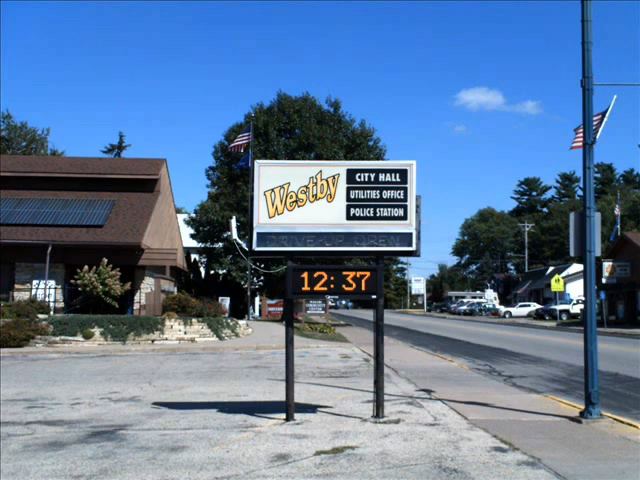 Westby
CITY HALL
UTILITIES OFFICE
POLICE STATION
DRIVE-UP OPEN
12:37